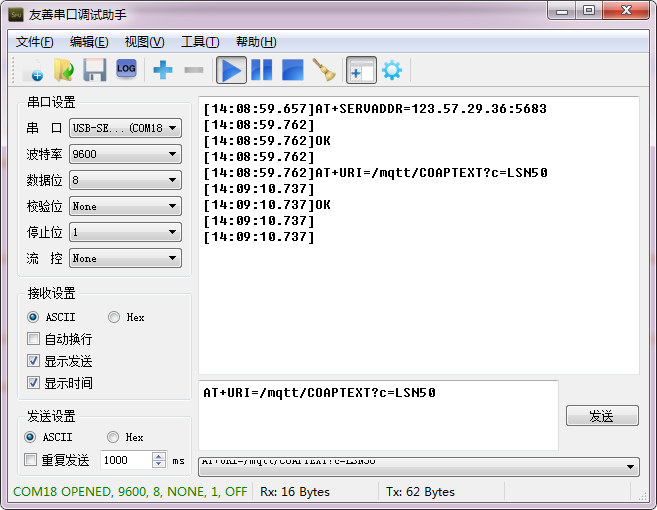 友善串口调试助手
文件(F) 编辑(E) 视图(V) 工具(T) 帮助(H)
LOG
串口设置
串 口 USB-SE...(COM18
波特率 9600
数据位 8
校验位 None
停止位 1
流 控 None
接收设置
ASCII Hex
自动换行
显示发送
显示时间
发送设置
ASCII Hex
重复发送 1000 ms
[14:08:59.657]AT+SERVADDR=123.57.29.36:5683
[14:08:59.762]
[14:08:59.762]OK
[14:08:59.762]
[14:08:59.762]AT+URI=/mqtt/COAPTEXT?c=LSN50
[14:09:10.737]
[14:09:10.737]OK
[14:09:10.737]
[14:09:10.737]
AT+URI=/mqtt/COAPTEXT?c=LSN50
发送
AT+URI=/mqtt/COAPTEXT?c=LSN50
COM18 OPENED, 9600, 8, NONE, 1, OFF Rx: 16 Bytes Tx: 62 Bytes